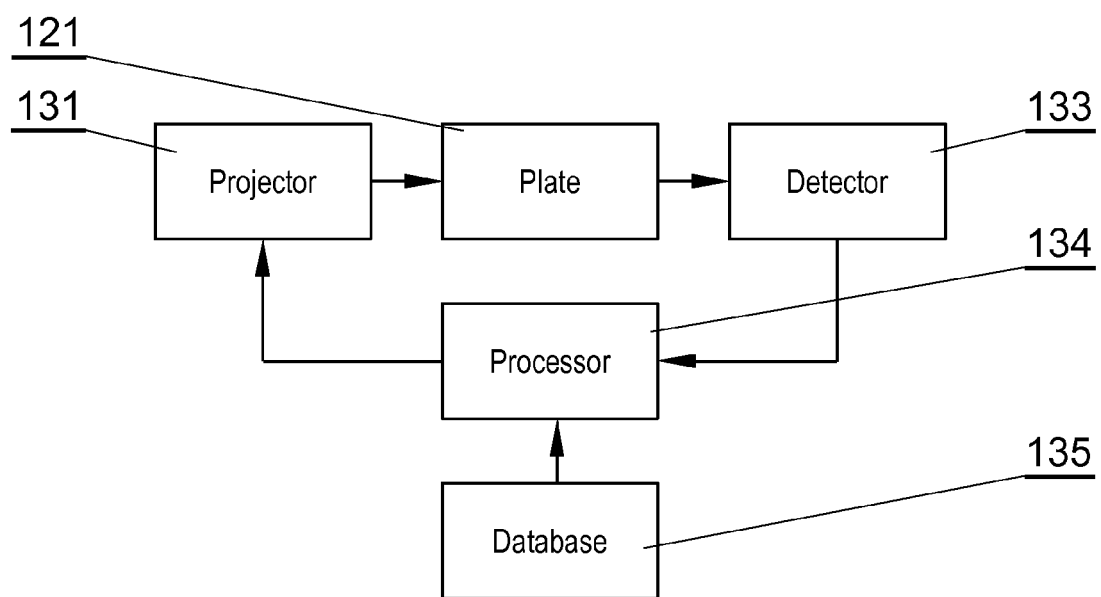 121
131
133
Projector
Plate
Detector
134
Processor
135
Database